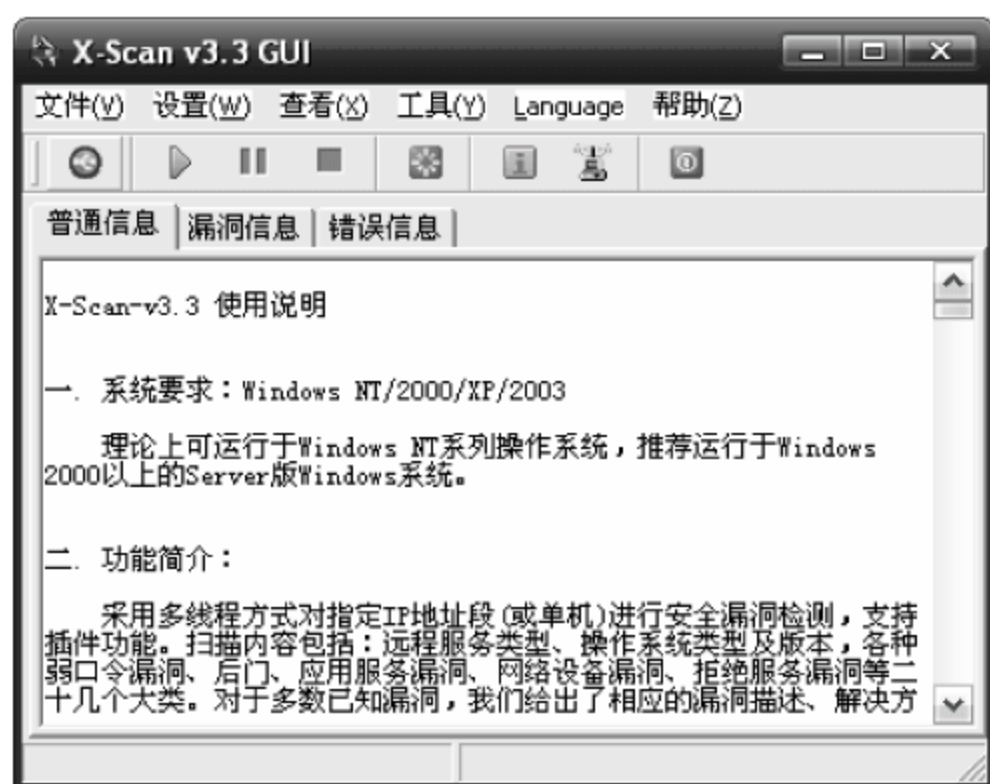 X-Scan v3.3 GUI
文件(V) 设置(W) 查看(X) 工具(Y) Language 帮助(Z)
普通信息 漏洞信息 错误信息
X-Scan-v3.3 使用说明
一. 系统要求：Windows NT/2000/XP/2003
理论上可运行于Windows NT系列操作系统，推荐运行于Windows
2000以上的Server版Windows系统。
二. 功能简介：
采用多线程方式对指定IP地址段(或单机)进行安全漏洞检测，支持
插件功能。扫描内容包括：远程服务类型、操作系统类型及版本，各种
弱口令漏洞、后门、应用服务漏洞、网络设备漏洞、拒绝服务漏洞等二
十几个大类。对于多数已知漏洞，我们给出了相应的漏洞描述、解决方